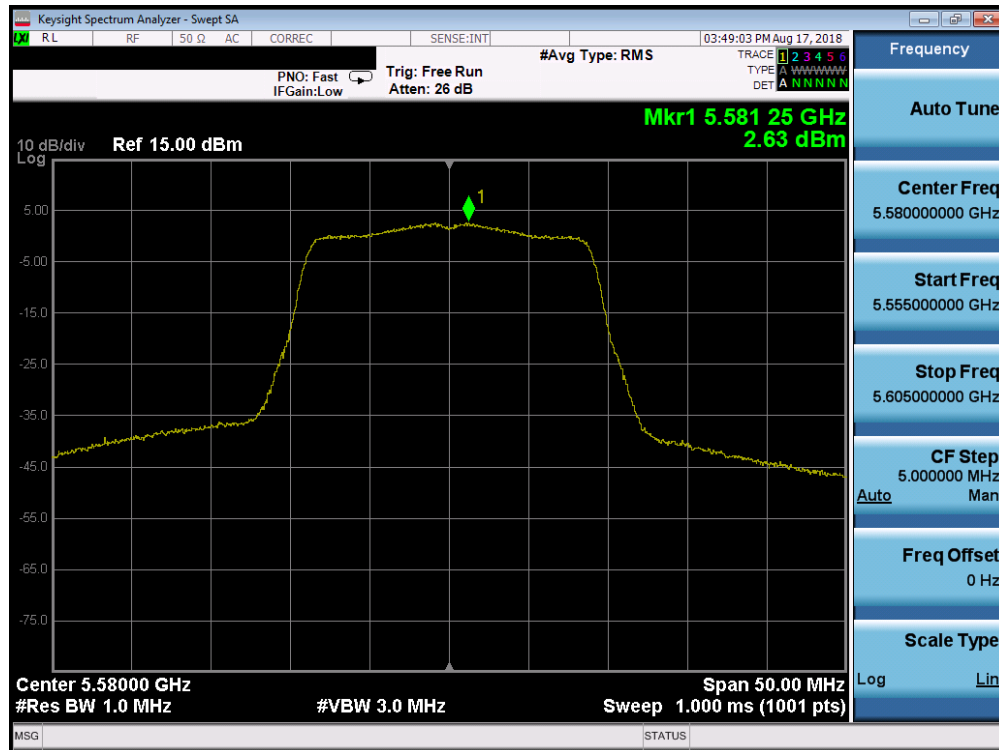 Keysight Spectrum Analyzer - Swept SA
LXI RL RF 50 Ω AC CORREC SENSE:INT 03:49:03 PM Aug 17, 2018
#Avg Type: RMS
TRACE 1 2 3 4 5 6
TYPE A WWWWW
DET A N N N N N
PNO: Fast
IFGain:Low
Trig: Free Run
Atten: 26 dB
Mkr1 5.581 25 GHz
2.63 dBm
10 dB/div Ref 15.00 dBm
Log
1
5.00
-5.00
-15.0
-25.0
-35.0
-45.0
-55.0
-65.0
-75.0
Center 5.58000 GHz Span 50.00 MHz
#Res BW 1.0 MHz #VBW 3.0 MHz Sweep 1.000 ms (1001 pts)
MSG STATUS
Frequency
Auto Tune
Center Freq
5.580000000 GHz
Start Freq
5.555000000 GHz
Stop Freq
5.605000000 GHz
CF Step
5.000000 MHz
Auto Man
Freq Offset
0 Hz
Scale Type
Log Lin